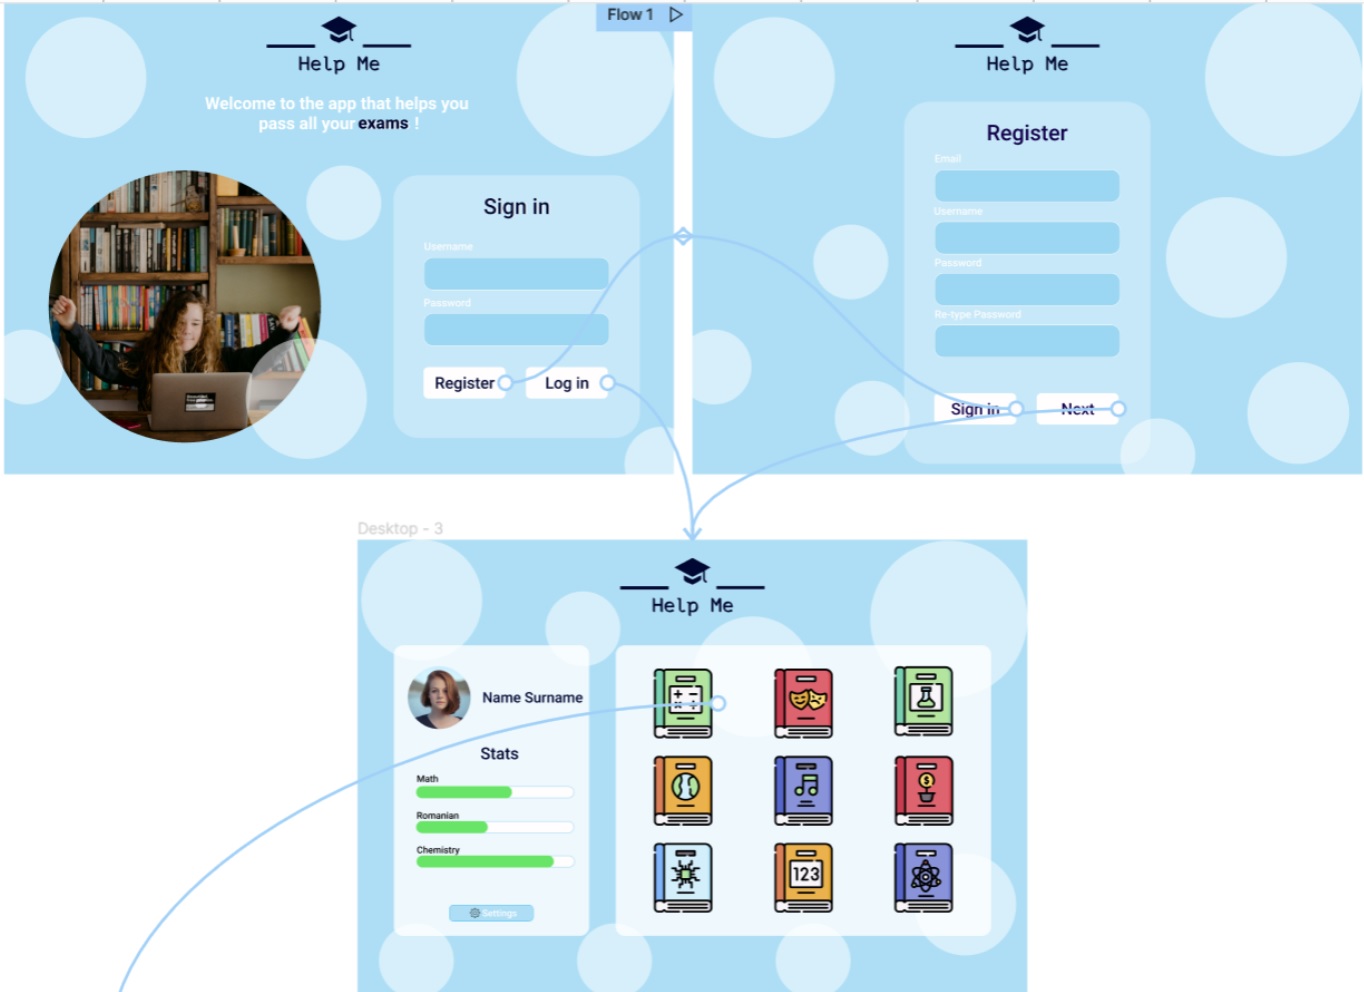 Flow 1
Help Me
Welcome to the app that helps you
pass all your exams !
Sign in
Username
Password
Register
Log in
Help Me
Register
Email
Username
Password
Re-type Password
Sign in
Next
Desktop - 3
Help Me
Name Surname
Stats
Math
Romanian
Chemistry
Settings
$
123